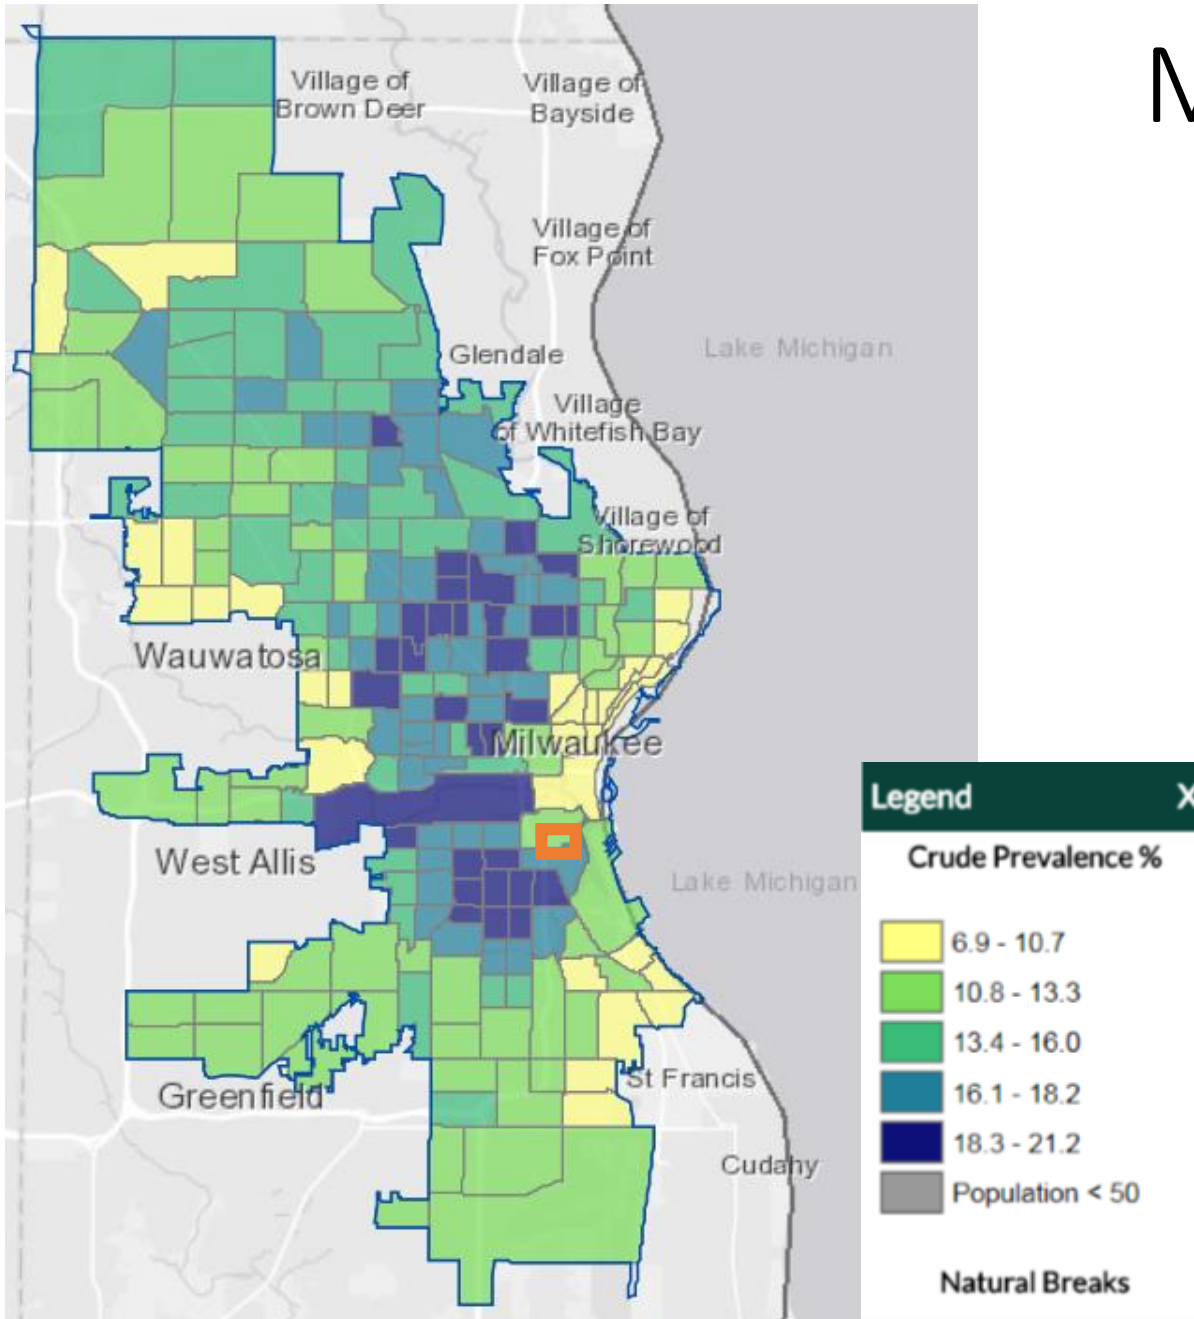 M
Village of
Brown Deer
Village of
Bayside
Village of
Fox Point
Lake Michigan
Glendale
Village
of Whitefish Bay
Village of
Shorewood
Wauwatosa
Milwaukee
Legend X
Crude Prevalence %
West Allis
Lake Michigan
6.9 - 10.7
10.8 - 13.3
13.4 - 16.0
16.1 - 18.2
18.3 - 21.2
Population < 50
Natural Breaks
St Francis
Greenfield
Cudahy